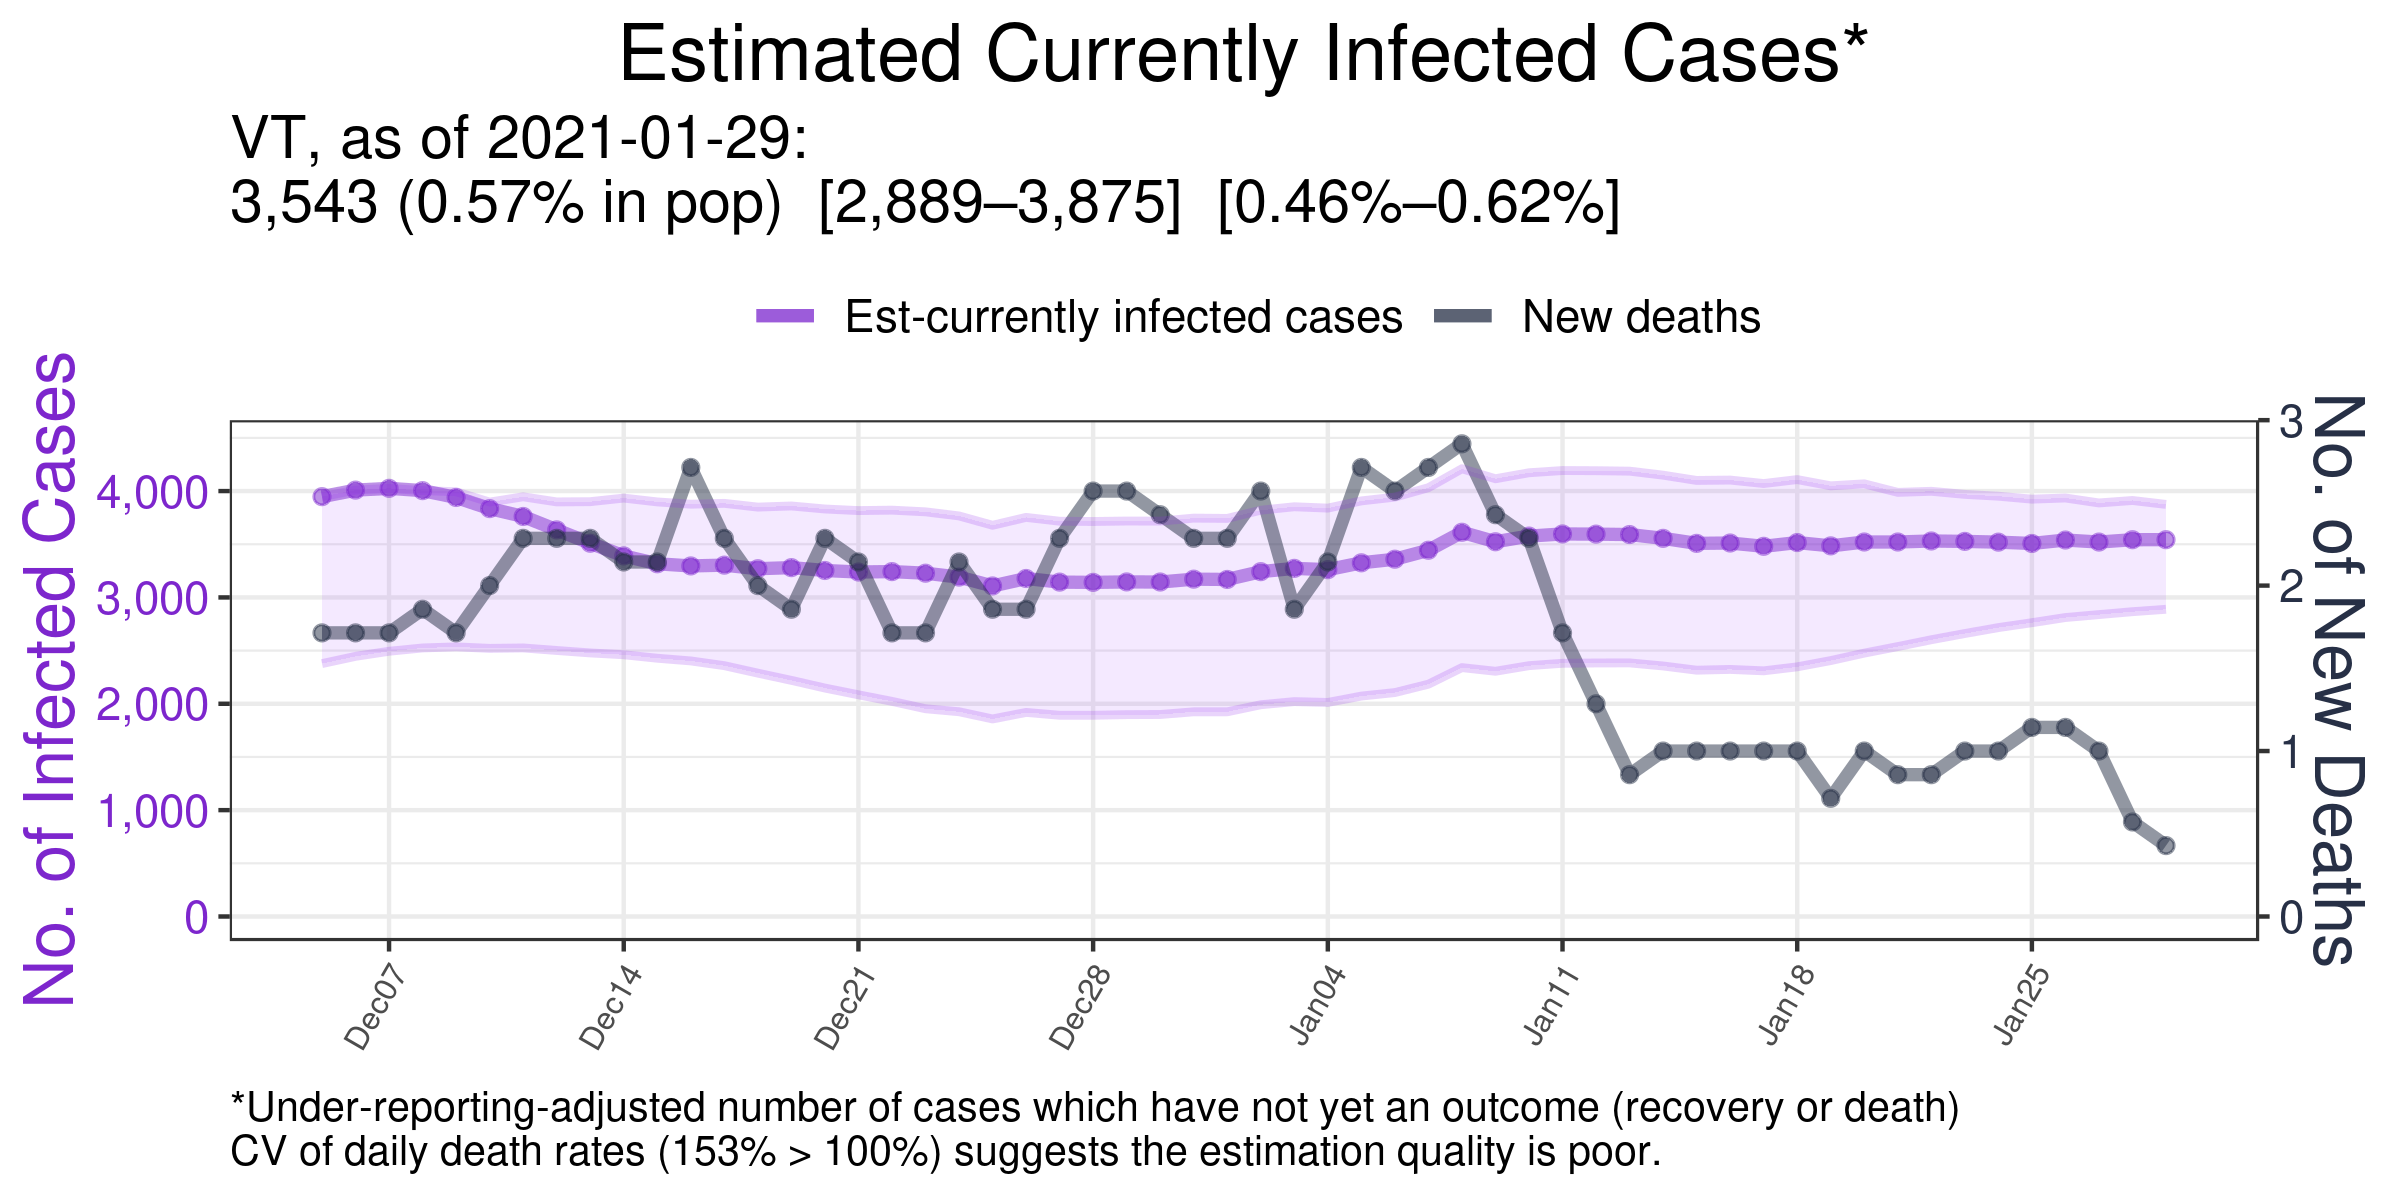 Estimated Currently Infected Cases*
VT, as of 2021-01-29:
3,543 (0.57% in pop)  [2,889–3,875]  [0.46%–0.62%]
Est-currently infected cases
New deaths
No. of Infected Cases
4,000
3,000
2,000
1,000
0
3
2
1
0
No. of New Deaths
Dec07
Dec14
Dec21
Dec28
Jan04
Jan11
Jan18
Jan25
*Under-reporting-adjusted number of cases which have not yet an outcome (recovery or death)
CV of daily death rates (153% > 100%) suggests the estimation quality is poor.